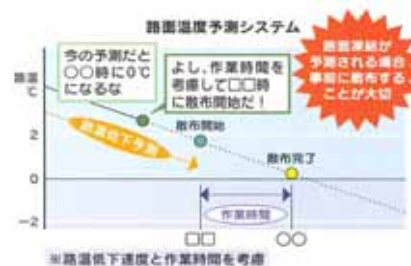 路面温度予測システム
今の予測だと
〇〇時に0℃
になるな
よし、作業時間を
考慮して□□時
に散布開始だ！
路面凍結が
予測される場合
事前に散布する
ことが大切
路温
℃
2
0
-2
路温低下予測
散布開始
散布完了
作業時間
□□
〇〇
※路温低下速度と作業時間を考慮